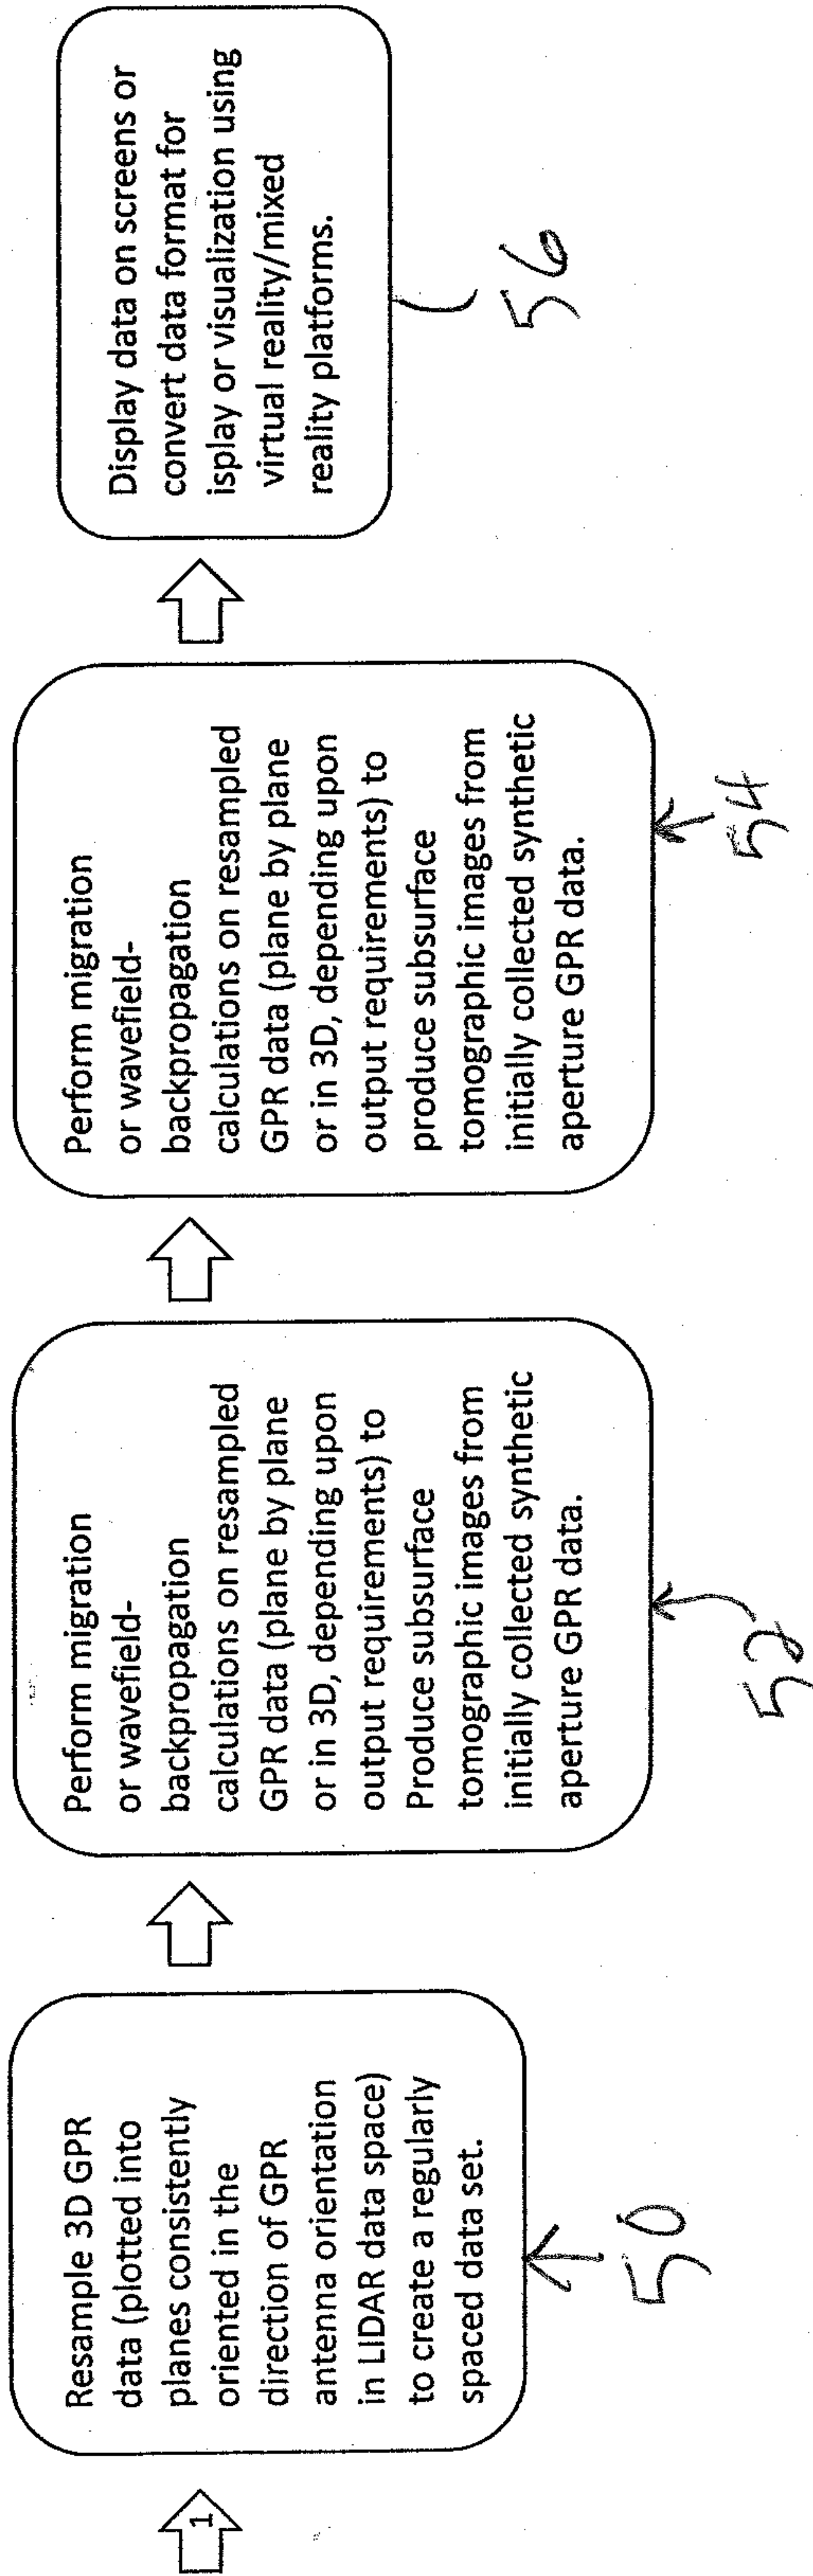 1
Resample 3D GPR
data (plotted into
planes consistently
oriented in the
direction of GPR
antenna orientation
in LIDAR data space)
to create a regularly
spaced data set.
50
Perform migration
or wavefield-
backpropagation
calculations on resampled
GPR data (plane by plane
or in 3D, depending upon
output requirements) to
Produce subsurface
tomographic images from
initially collected synthetic
aperture GPR data.
52
Perform migration
or wavefield-
backpropagation
calculations on resampled
GPR data (plane by plane
or in 3D, depending upon
output requirements) to
produce subsurface
tomographic images from
initially collected synthetic
aperture GPR data.
54
Display data on screens or
convert data format for
isplay or visualization using
virtual reality/mixed
reality platforms.
56